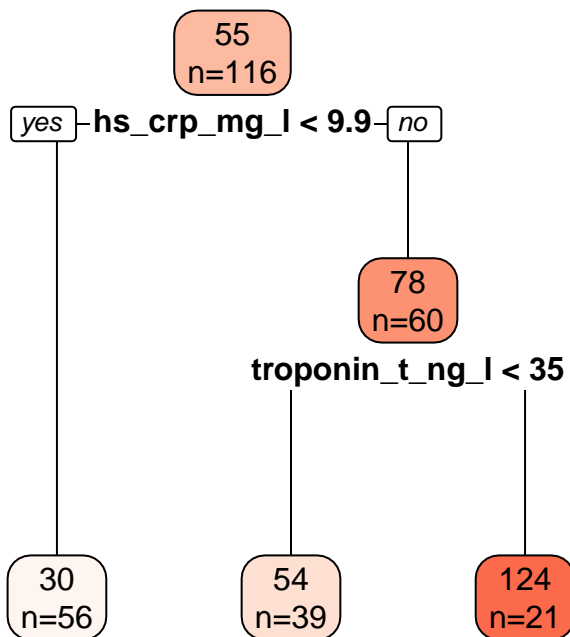 55
n=116
yes hs_crp_mg_l < 9.9 no
78
n=60
troponin_t_ng_l < 35
30
n=56
54
n=39
124
n=21